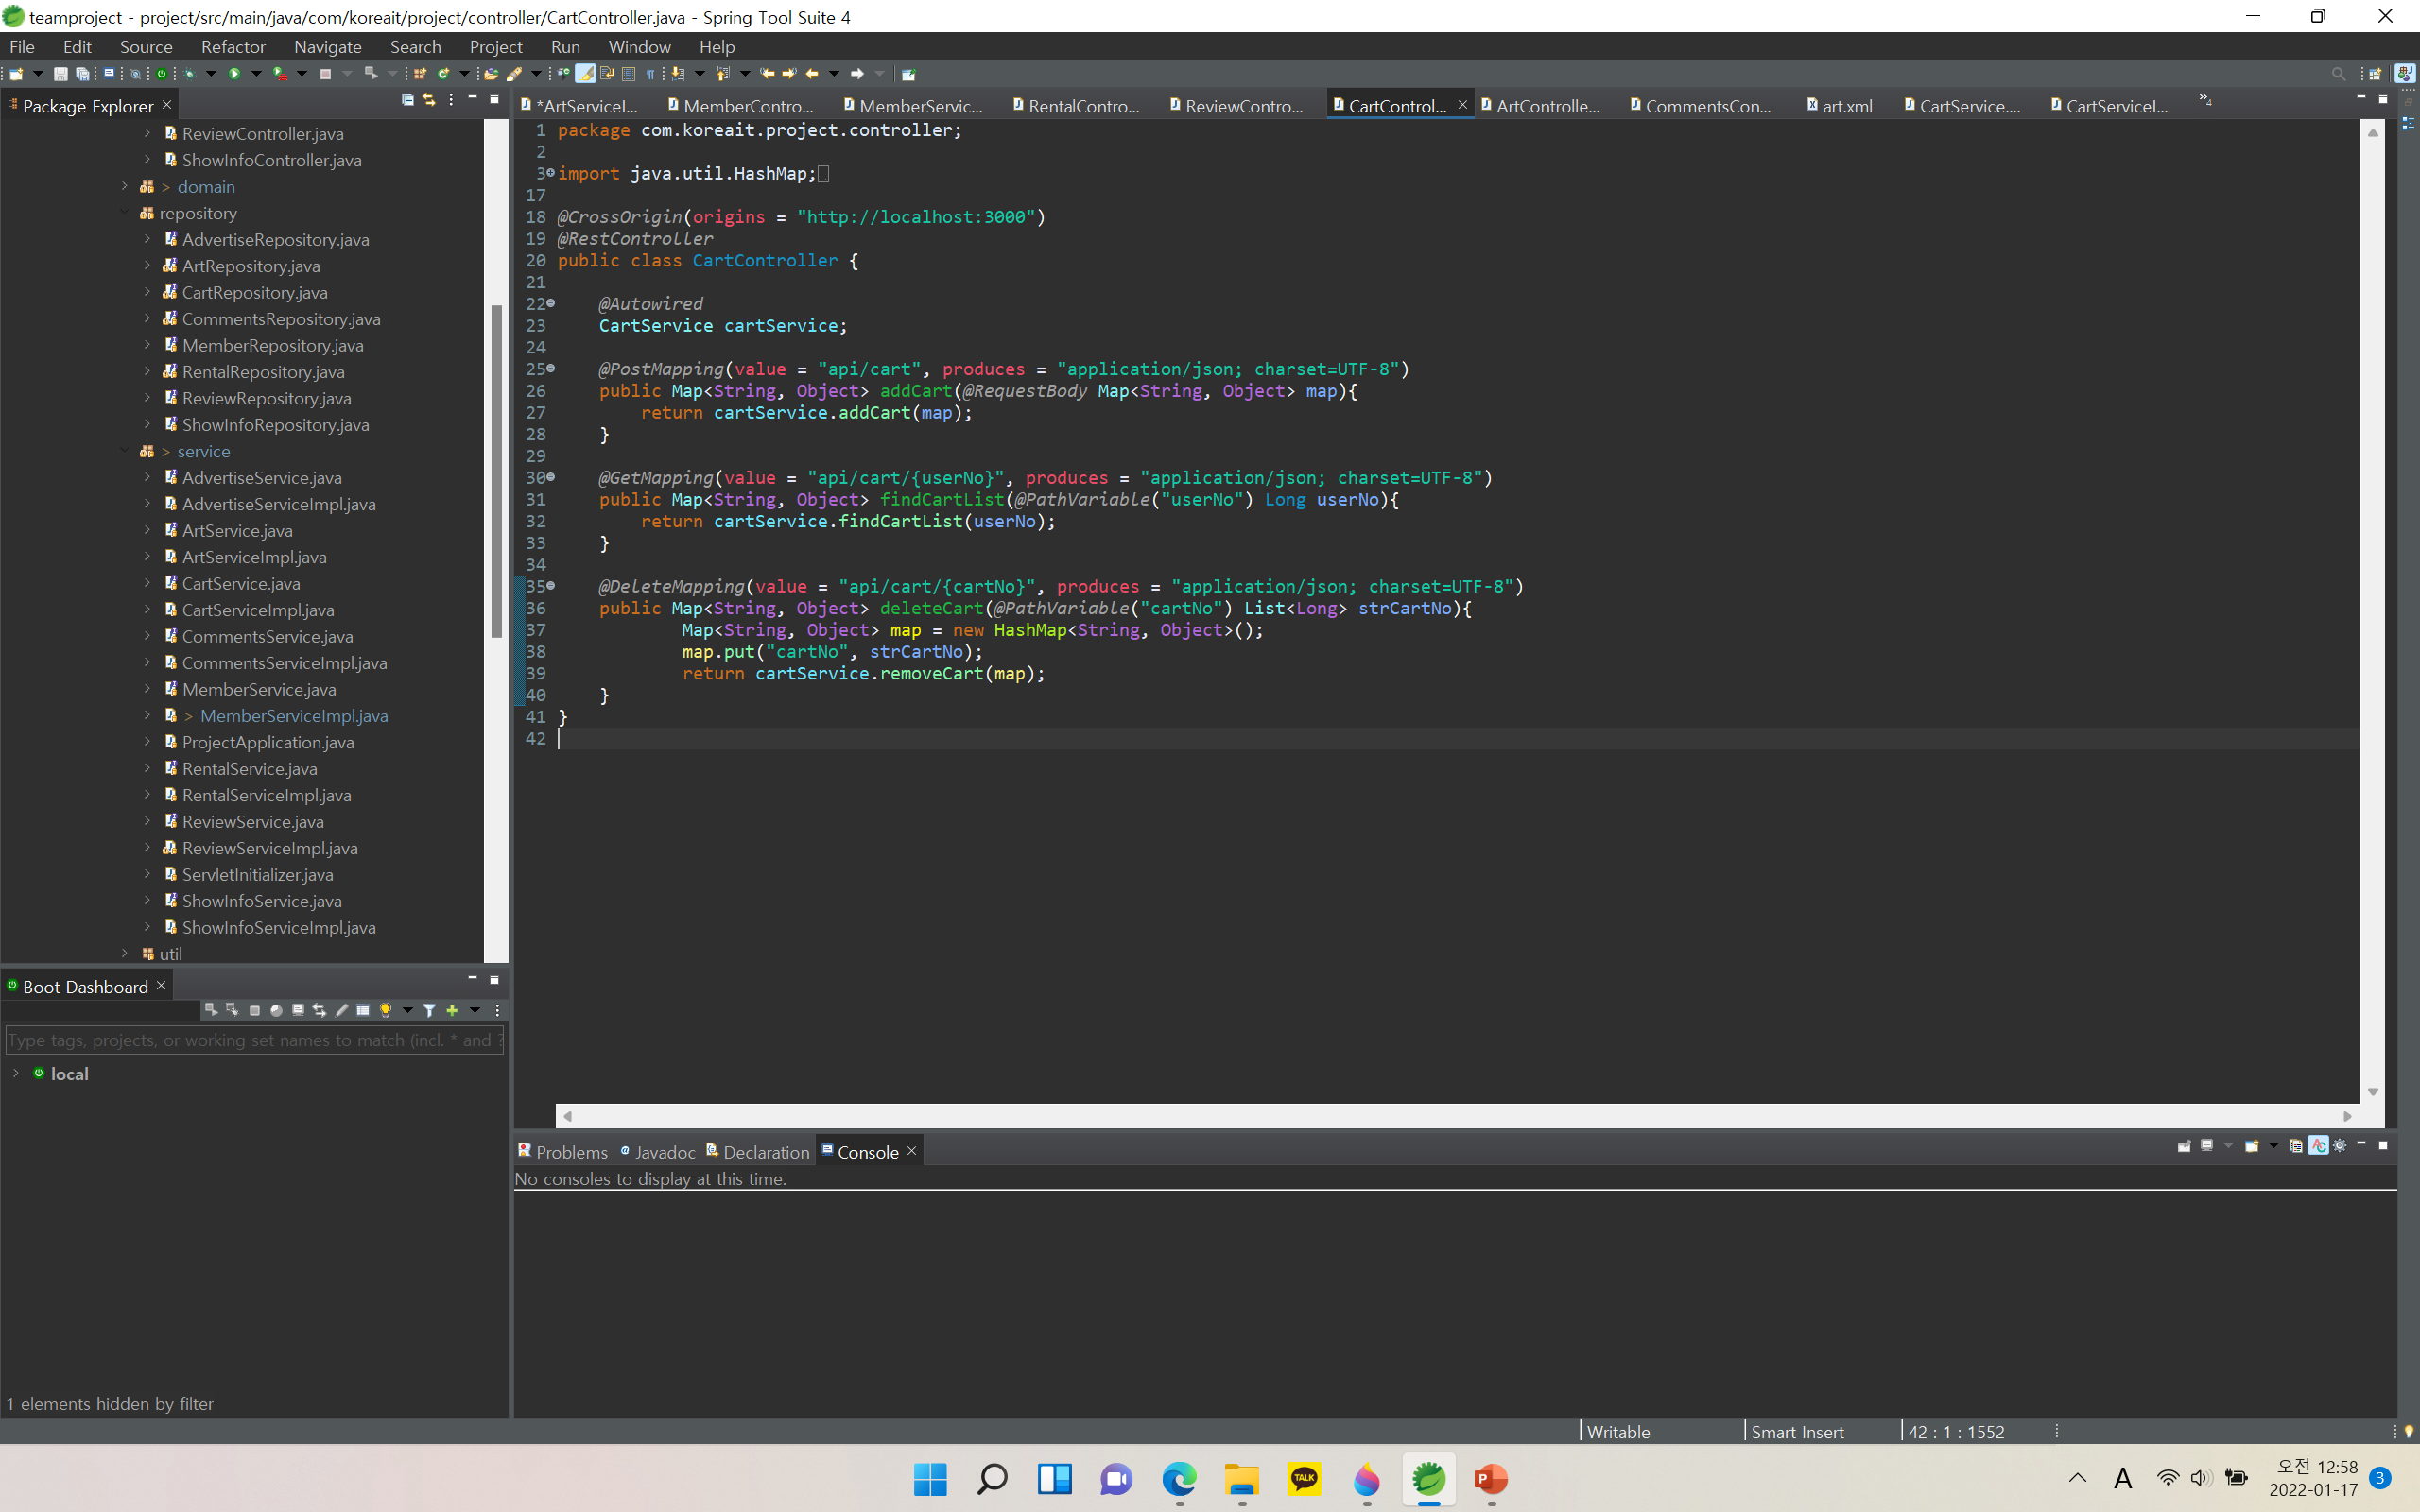 teamproject - project/src/main/java/com/koreait/project/controller/CartController.java - Spring Tool Suite 4
File Edit Source Refactor Navigate Search Project Run Window Help
Package Explorer
ReviewController.java
ShowInfoController.java
> domain
repository
AdvertiseRepository.java
ArtRepository.java
CartRepository.java
CommentsRepository.java
MemberRepository.java
RentalRepository.java
ReviewRepository.java
ShowInfoRepository.java
> service
AdvertiseService.java
AdvertiseServiceImpl.java
ArtService.java
ArtServiceImpl.java
CartService.java
CartServiceImpl.java
CommentsService.java
CommentsServiceImpl.java
MemberService.java
> MemberServiceImpl.java
ProjectApplication.java
RentalService.java
RentalServiceImpl.java
ReviewService.java
ReviewServiceImpl.java
ServletInitializer.java
ShowInfoService.java
ShowInfoServiceImpl.java
util
Boot Dashboard
Type tags, projects, or working set names to match (incl. * and ?
local
1 elements hidden by filter
*ArtServiceI... MemberContro... MemberServic... RentalContro... ReviewContro... CartControl... ArtControlle... CommentsCon... art.xml CartService.... CartServiceI... »4
1 package com.koreait.project.controller;
2
3 import java.util.HashMap;
17
18 @CrossOrigin(origins = "http://localhost:3000")
19 @RestController
20 public class CartController {
21
22     @Autowired
23     CartService cartService;
24
25     @PostMapping(value = "api/cart", produces = "application/json; charset=UTF-8")
26     public Map<String, Object> addCart(@RequestBody Map<String, Object> map){
27         return cartService.addCart(map);
28     }
29
30     @GetMapping(value = "api/cart/{userNo}", produces = "application/json; charset=UTF-8")
31     public Map<String, Object> findCartList(@PathVariable("userNo") Long userNo){
32         return cartService.findCartList(userNo);
33     }
34
35     @DeleteMapping(value = "api/cart/{cartNo}", produces = "application/json; charset=UTF-8")
36     public Map<String, Object> deleteCart(@PathVariable("cartNo") List<Long> strCartNo){
37             Map<String, Object> map = new HashMap<String, Object>();
38             map.put("cartNo", strCartNo);
39             return cartService.removeCart(map);
40     }
41 }
42
Problems Javadoc Declaration Console
No consoles to display at this time.
Writable Smart Insert 42 : 1 : 1552
TALK
P
A
오전 12:58
2022-01-17
3